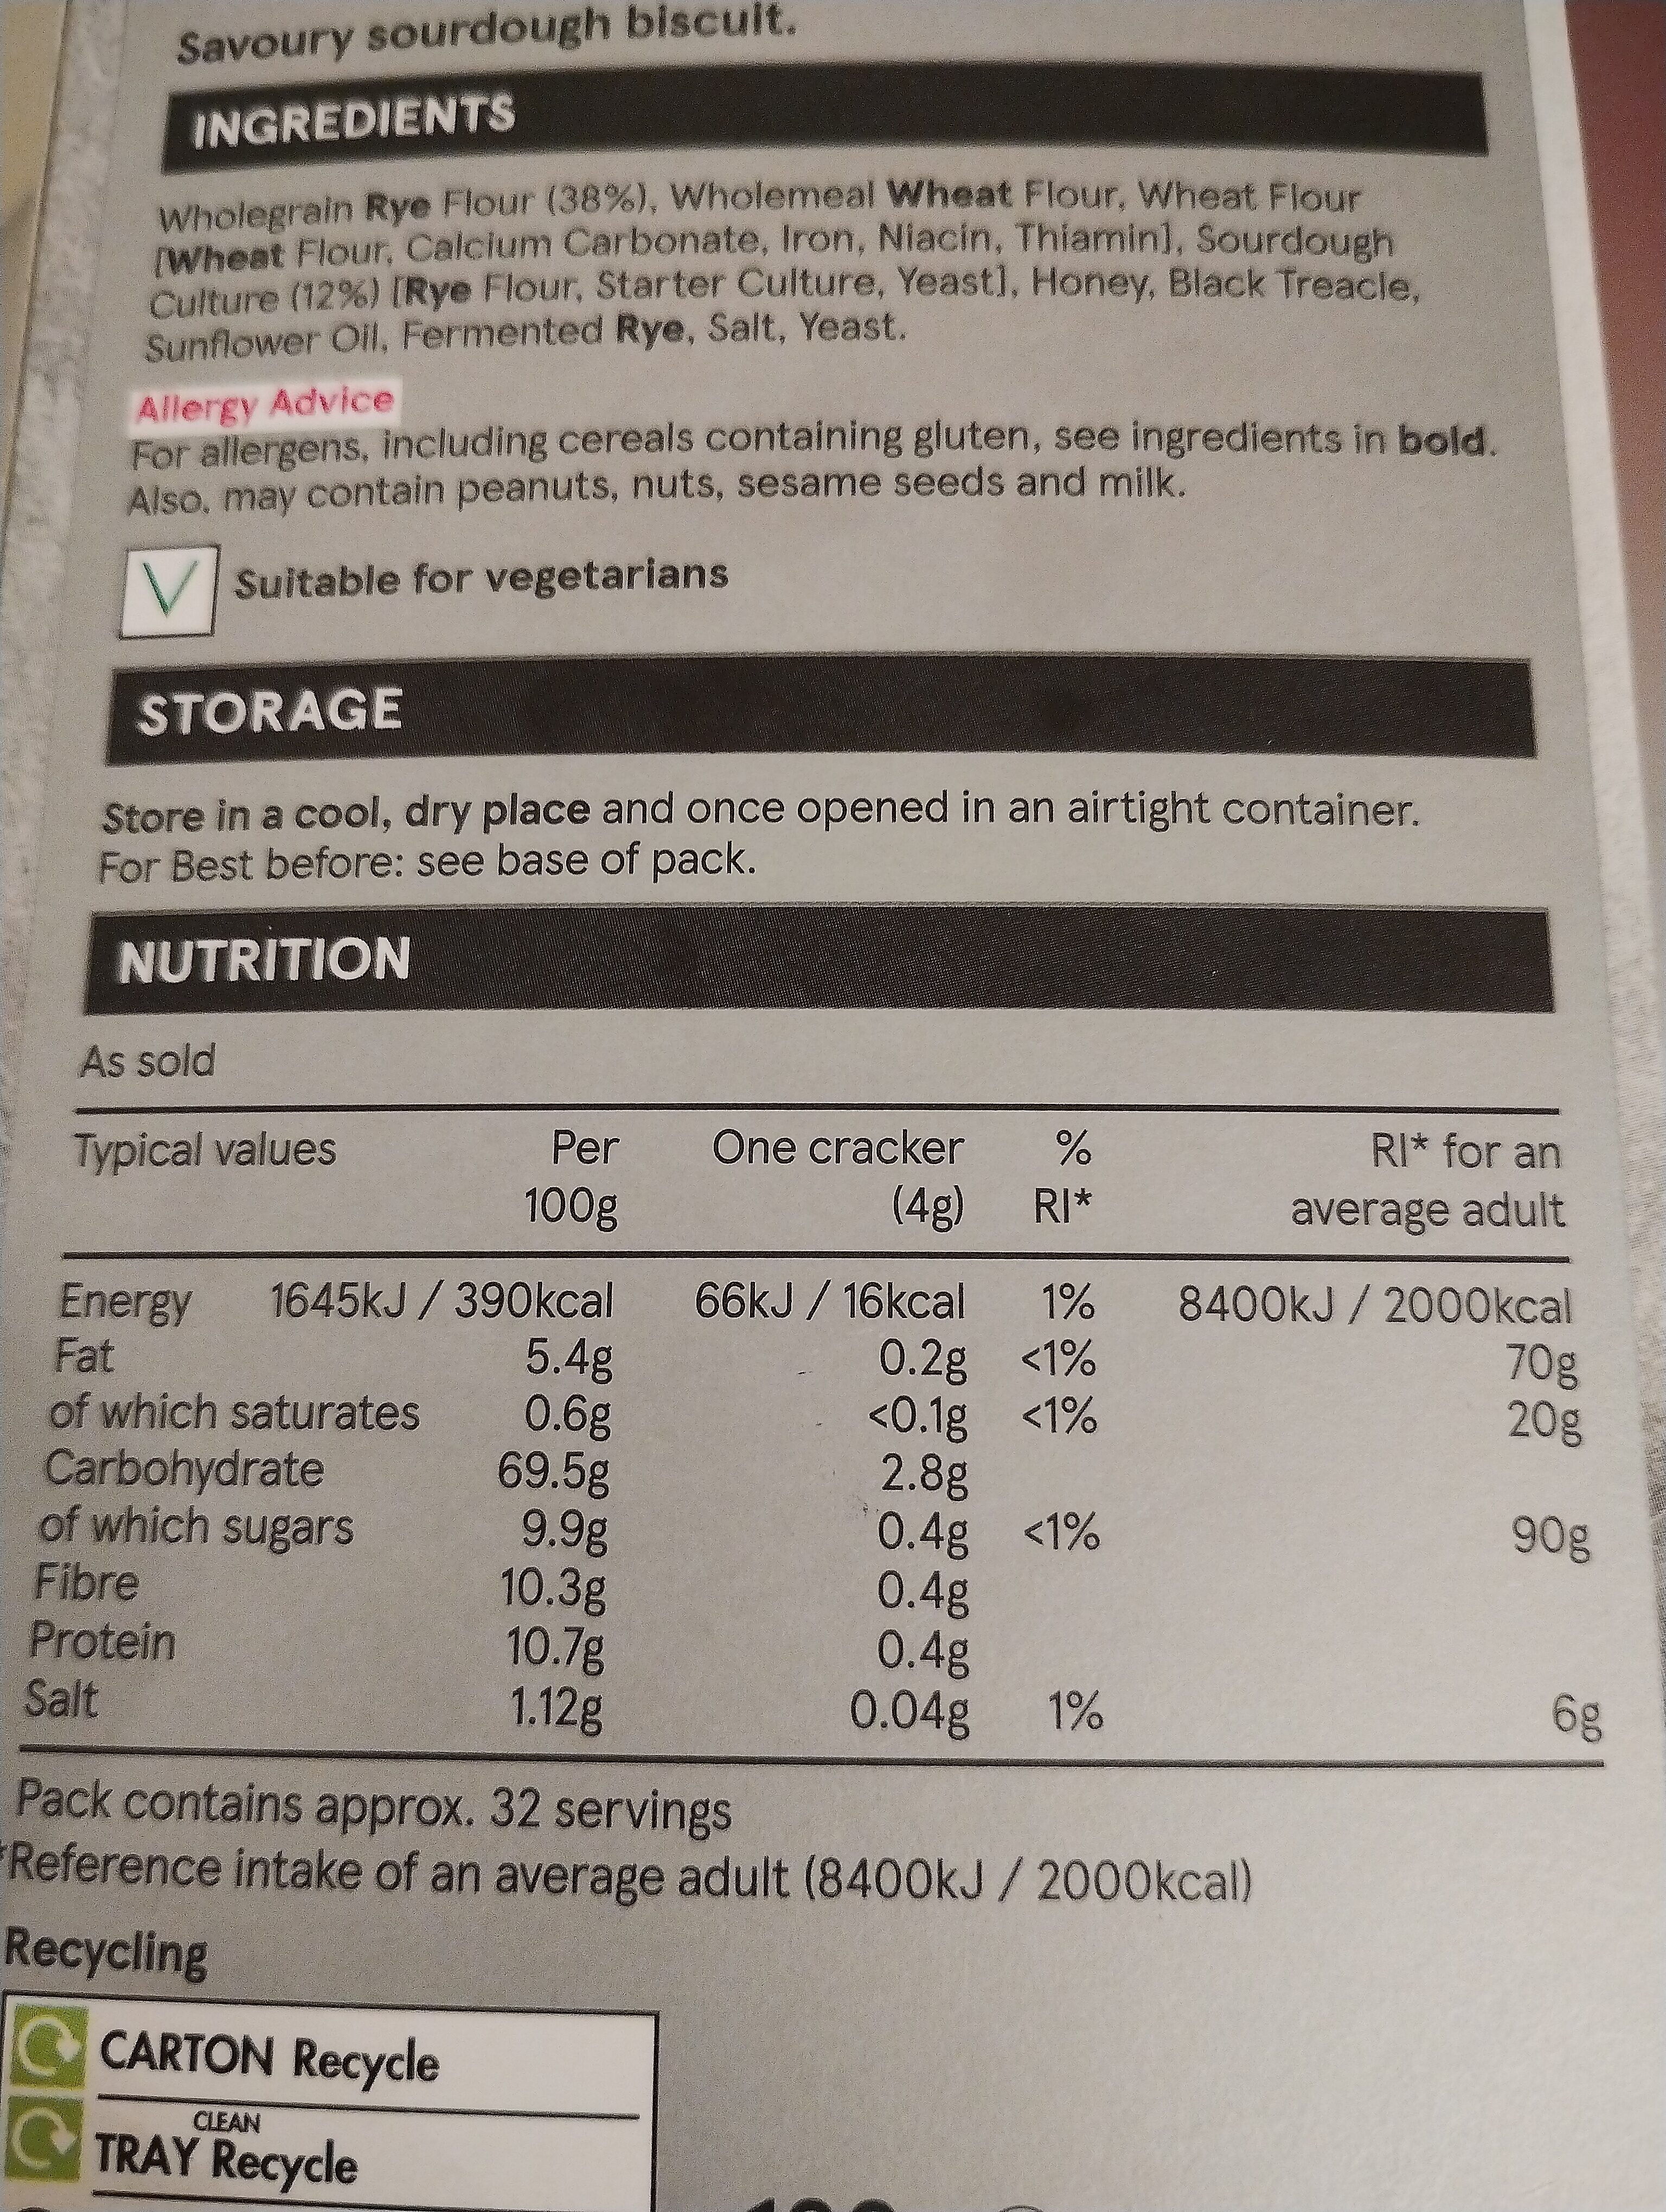 Savoury sourdough biscuit.
INGREDIENTS
Wholegrain Rye Flour (38%), Wholemeal Wheat Flour, Wheat Flour
[Wheat Flour, Calcium Carbonate, Iron, Niacin, Thiamin], Sourdough
Culture (12%) [Rye Flour, Starter Culture, Yeast], Honey, Black Treacle,
Sunflower Oil, Fermented Rye, Salt, Yeast.
Allergy Advice
For allergens, including cereals containing gluten, see ingredients in bold.
Also, may contain peanuts, nuts, sesame seeds and milk.
V Suitable for vegetarians
STORAGE
Store in a cool, dry place and once opened in an airtight container.
For Best before: see base of pack.
NUTRITION
As sold
Typical values Per One cracker % RI* for an
100g (4g) RI* average adult
Energy 1645kJ / 390kcal 66kJ / 16kcal 1% 8400kJ / 2000kcal
Fat 5.4g 0.2g <1% 70g
of which saturates 0.6g <0.1g <1% 20g
Carbohydrate 69.5g 2.8g
of which sugars 9.9g 0.4g <1% 90g
Fibre 10.3g 0.4g
Protein 10.7g 0.4g
Salt 1.12g 0.04g 1% 6g
Pack contains approx. 32 servings
*Reference intake of an average adult (8400kJ / 2000kcal)
Recycling
CARTON Recycle
CLEAN
TRAY Recycle